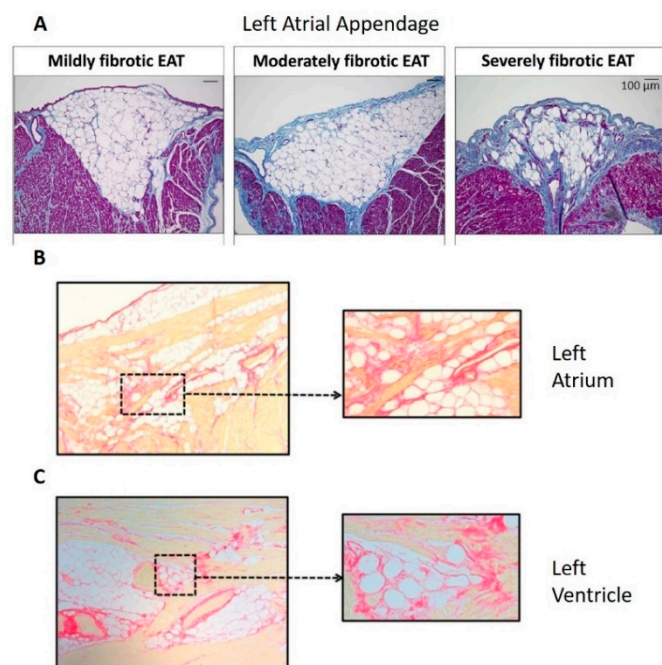 A
Left Atrial Appendage
Mildly fibrotic EAT
Moderately fibrotic EAT
Severely fibrotic EAT
100 µm
B
Left
Atrium
C
Left
Ventricle